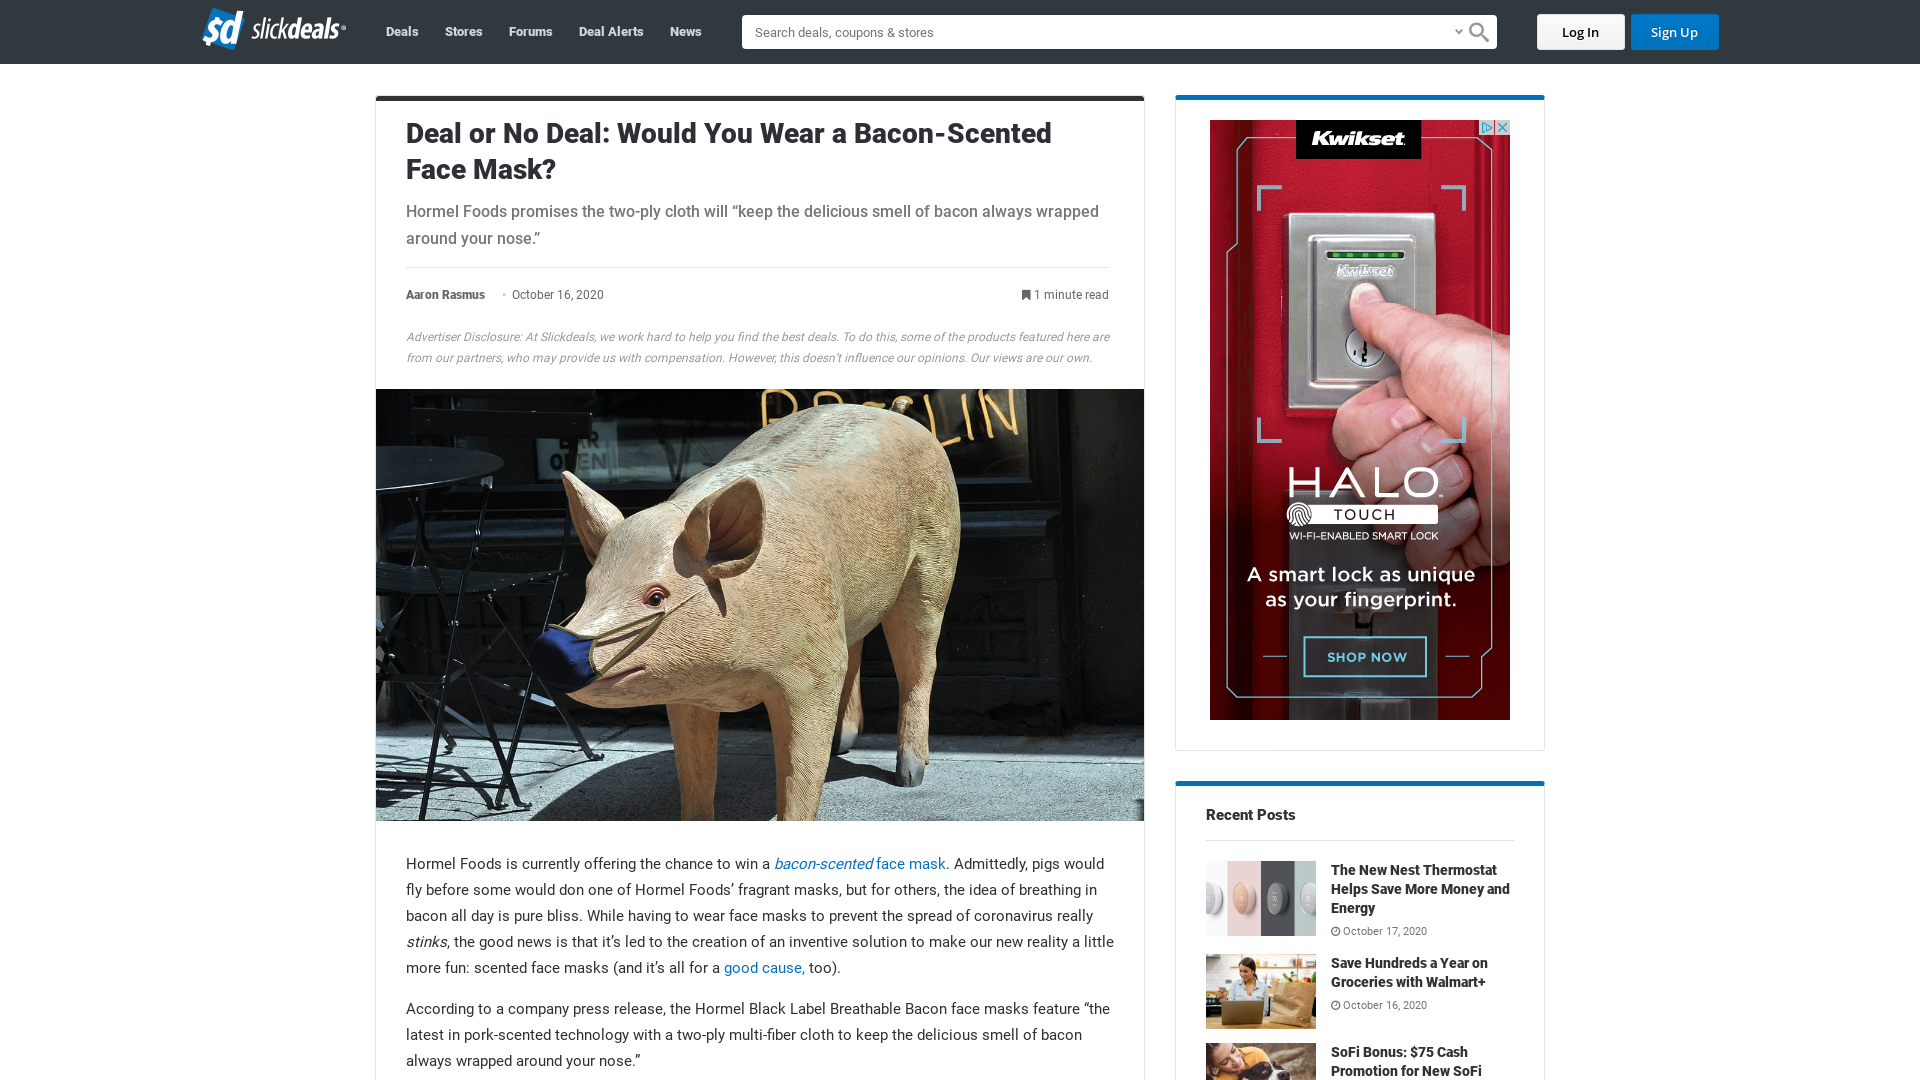 slickdeals
Deals
Stores
Forums
Deal Alerts
News
Search deals, coupons & stores
Log In
Sign Up
Deal or No Deal: Would You Wear a Bacon-Scented
Face Mask?
Hormel Foods promises the two-ply cloth will “keep the delicious smell of bacon always wrapped
around your nose.”
Aaron Rasmus
October 16, 2020
1 minute read
Advertiser Disclosure: At Slickdeals, we work hard to help you find the best deals. To do this, some of the products featured here are
from our partners, who may provide us with compensation. However, this doesn’t influence our opinions. Our views are our own.
BRESLIN
BAR
OPEN
Hormel Foods is currently offering the chance to win a bacon-scented face mask. Admittedly, pigs would
fly before some would don one of Hormel Foods’ fragrant masks, but for others, the idea of breathing in
bacon all day is pure bliss. While having to wear face masks to prevent the spread of coronavirus really
stinks, the good news is that it’s led to the creation of an inventive solution to make our new reality a little
more fun: scented face masks (and it’s all for a good cause, too).
According to a company press release, the Hormel Black Label Breathable Bacon face masks feature “the
latest in pork-scented technology with a two-ply multi-fiber cloth to keep the delicious smell of bacon
always wrapped around your nose.”
Kwikset
Kwikset
HALO
TOUCH
WI-FI-ENABLED SMART LOCK
A smart lock as unique
as your fingerprint.
SHOP NOW
Recent Posts
The New Nest Thermostat
Helps Save More Money and
Energy
October 17, 2020
Save Hundreds a Year on
Groceries with Walmart+
October 16, 2020
SoFi Bonus: $75 Cash
Promotion for New SoFi